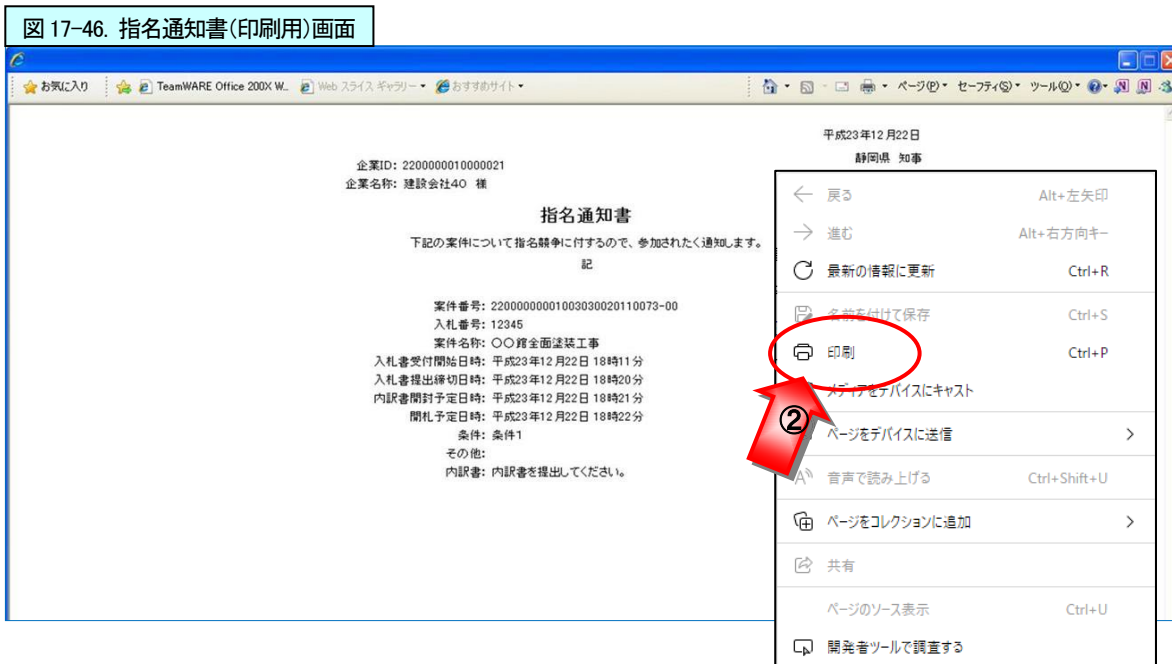 図 17-46. 指名通知書(印刷用)画面
お気に入り TeamWARE Office 200X W... Web スライス ギャラリー おすすめサイト ページ(P) セーフティ(S) ツール(O)
平成23年12月22日
静岡県 知事
企業ID: 2200000010000021
企業名称: 建設会社40 様
指名通知書
下記の案件について指名競争に付するので、参加されたく通知します。
記
案件番号: 22000000001003030020110073-00
入札番号: 12345
案件名称: 〇〇館全面塗装工事
入札書受付開始日時: 平成23年12月22日 18時11分
入札書提出締切日時: 平成23年12月22日 18時20分
内訳書開封予定日時: 平成23年12月22日 18時21分
開札予定日時: 平成23年12月22日 18時22分
条件: 条件1
その他:
内訳書: 内訳書を提出してください。
戻る Alt+左矢印
進む Alt+右方向キー
最新の情報に更新 Ctrl+R
名前を付けて保存 Ctrl+S
印刷 Ctrl+P
メディアをデバイスにキャスト
②
ページをデバイスに送信
音声で読み上げる Ctrl+Shift+U
ページをコレクションに追加
共有
ページのソース表示 Ctrl+U
開発者ツールで調査する